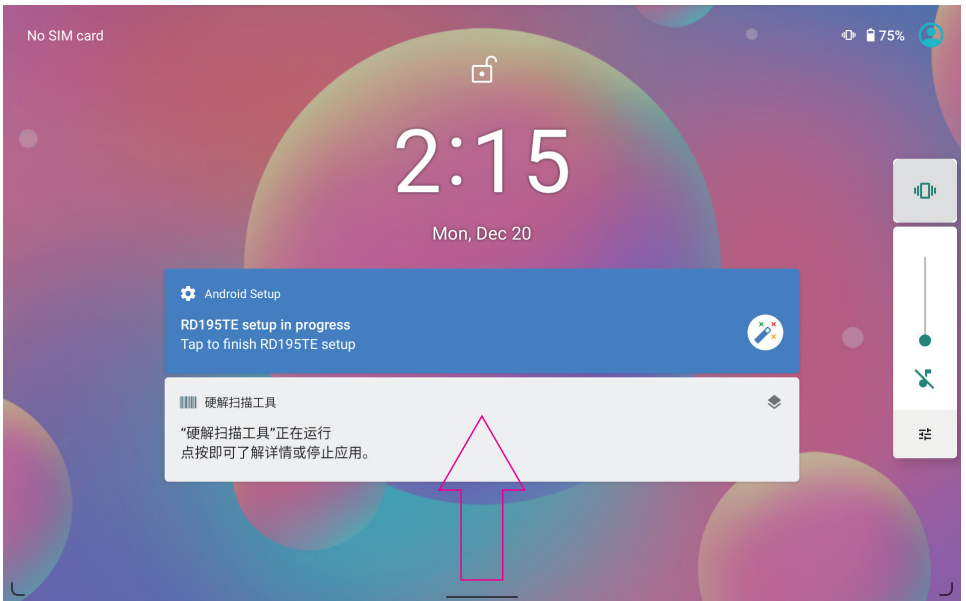 No SIM card
75%
2:15
Mon, Dec 20
Android Setup
RD195TE setup in progress
Tap to finish RD195TE setup
硬解扫描工具
“硬解扫描工具”正在运行
点按即可了解详情或停止应用。